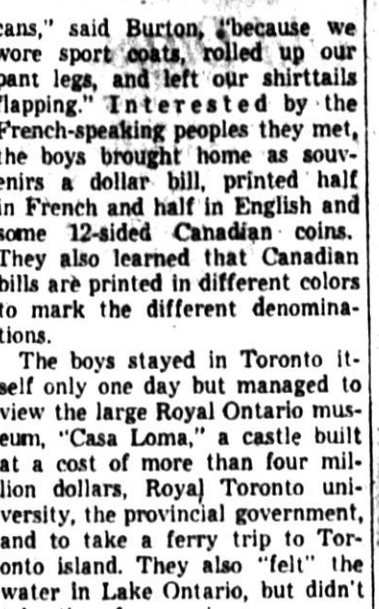 cans," said Burton, "because we
wore sport coats, rolled up our
pant legs, and left our shirttails
flapping." Interested by the
French-speaking peoples they met,
the boys brought home as souv-
enirs a dollar bill, printed half
in French and half in English and
some 12-sided Canadian coins.
They also learned that Canadian
bills are printed in different colors
to mark the different denomina-
tions.
The boys stayed in Toronto it-
self only one day but managed to
view the large Royal Ontario mus-
eum, "Casa Loma," a castle built
at a cost of more than four mil-
lion dollars, Royal Toronto uni-
versity, the provincial government,
and to take a ferry trip to Tor-
onto island. They also "felt" the
water in Lake Ontario, but didn't